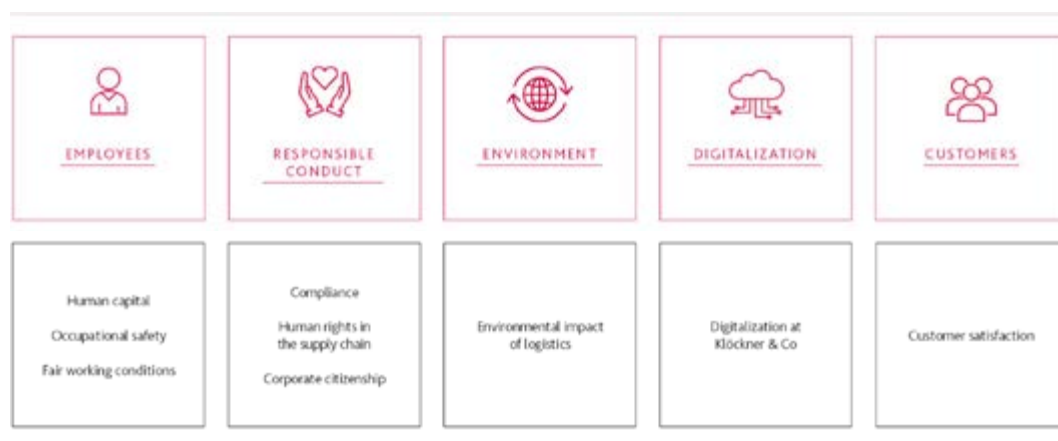 EMPLOYEES
RESPONSIBLE
CONDUCT
ENVIRONMENT
DIGITALIZATION
CUSTOMERS
Human capital
Occupational safety
Fair working conditions
Compliance
Human rights in
the supply chain
Corporate citizenship
Environmental impact
of logistics
Digitalization at
Klöckner & Co
Customer satisfaction